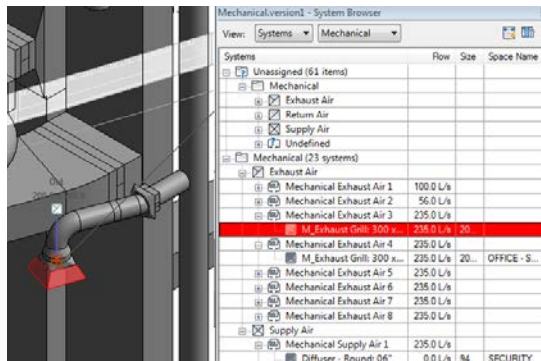 Mechanical.version1 - System Browser
View: Systems Mechanical
Systems Flow Size Space Name
Unassigned (61 items)
Mechanical
Exhaust Air
Return Air
Supply Air
Undefined
Mechanical (23 systems)
Exhaust Air
Mechanical Exhaust Air 1 100.0 L/s
Mechanical Exhaust Air 2 56.0 L/s
Mechanical Exhaust Air 3 235.0 L/s
M_Exhaust Grill: 300 x... 235.0 L/s 20...
Mechanical Exhaust Air 4 235.0 L/s
M_Exhaust Grill: 300 x... 235.0 L/s 20... OFFICE - S...
Mechanical Exhaust Air 5 235.0 L/s
Mechanical Exhaust Air 6 235.0 L/s
Mechanical Exhaust Air 7 235.0 L/s
Mechanical Exhaust Air 8 235.0 L/s
Supply Air
Mechanical Supply Air 1 235.0 L/s
Diffuser - Round: 06" 0.0 L/s 94 SECURITY